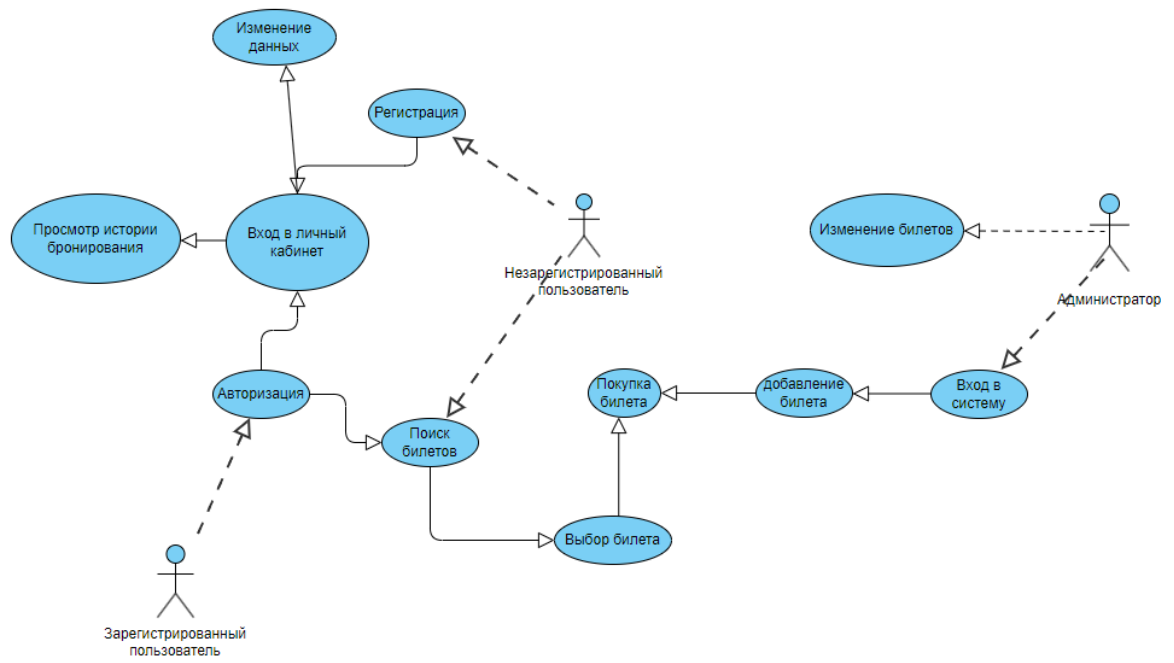 Изменение
данных
Регистрация
Просмотр истории
бронирования
Вход в личный
кабинет
Незарегистрированный
пользователь
Изменение билетов
Администратор
Авторизация
Поиск
билетов
Покупка
билета
добавление
билета
Вход в
систему
Выбор билета
Зарегистрированный
пользователь